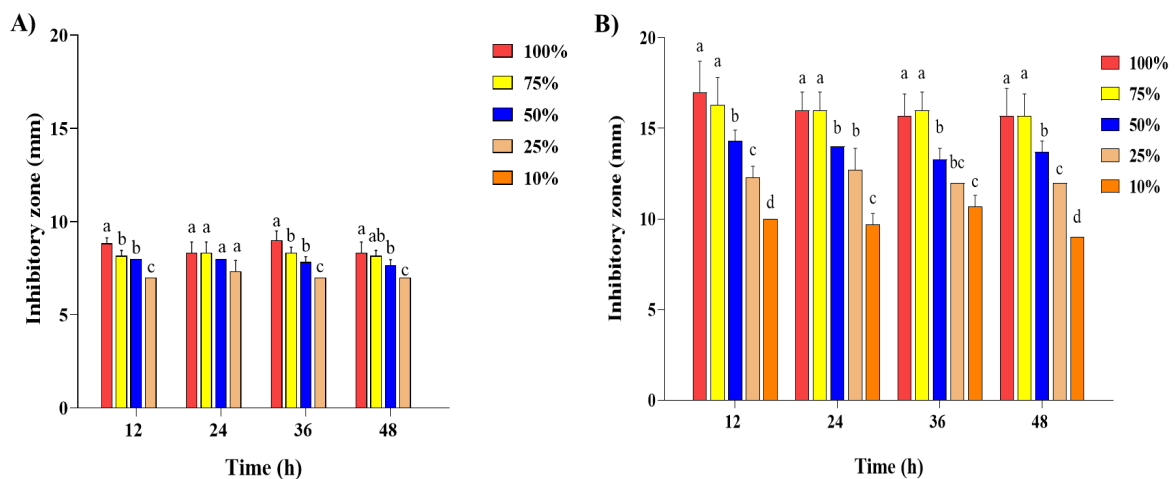 A)
20
15
10
5
0
Inhibitory zone (mm)
a b b c
a a a a
a b b c
a ab b c
12 24 36 48
Time (h)
100%
75%
50%
25%
10%
B)
20
15
10
5
0
Inhibitory zone (mm)
a a b c d
a a b b c
a a b bc c
a a b c d
12 24 36 48
Time (h)
100%
75%
50%
25%
10%